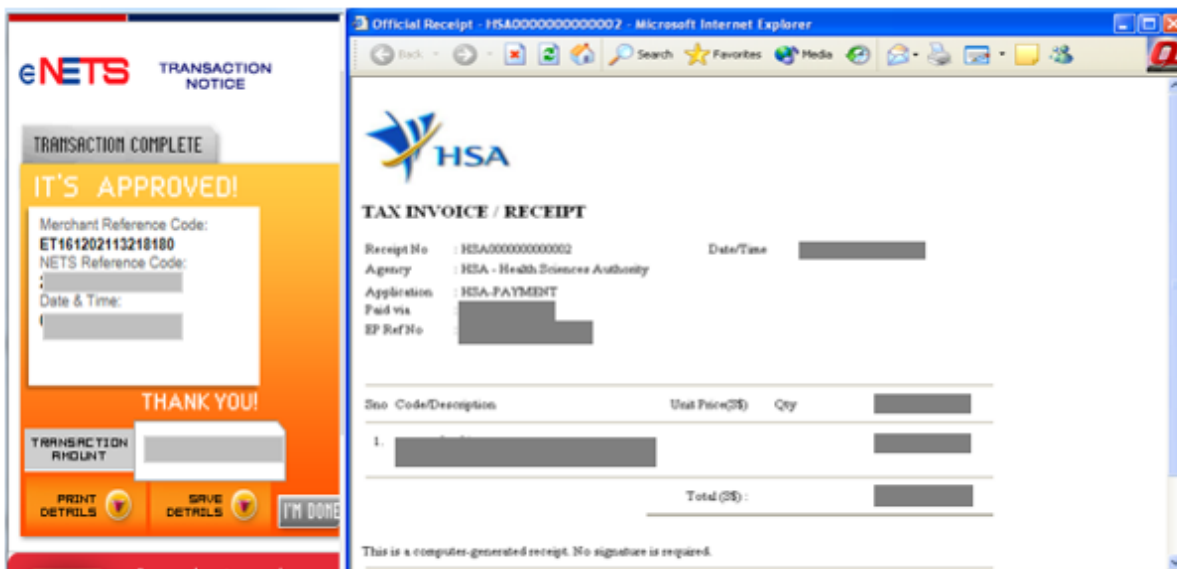 eNETS
TRANSACTION
NOTICE
TRANSACTION COMPLETE
IT'S APPROVED!
Merchant Reference Code:
ET161202113218180
NETS Reference Code:
Date & Time:
THANK YOU!
TRANSACTION
AMOUNT
PRINT
DETAILS
SAVE
DETAILS
I'M DONE
Official Receipt - HSA0000000000002 - Microsoft Internet Explorer
Back Search Favorites Media
HSA
TAX INVOICE / RECEIPT
Receipt No : HSA0000000000002 Date/Time
Agency : HSA - Health Sciences Authority
Application : HSA-PAYMENT
Paid via :
EP Ref No :
Sno Code/Description Unit Price(S$) Qty
1.
Total (S$) :
This is a computer-generated receipt. No signature is required.